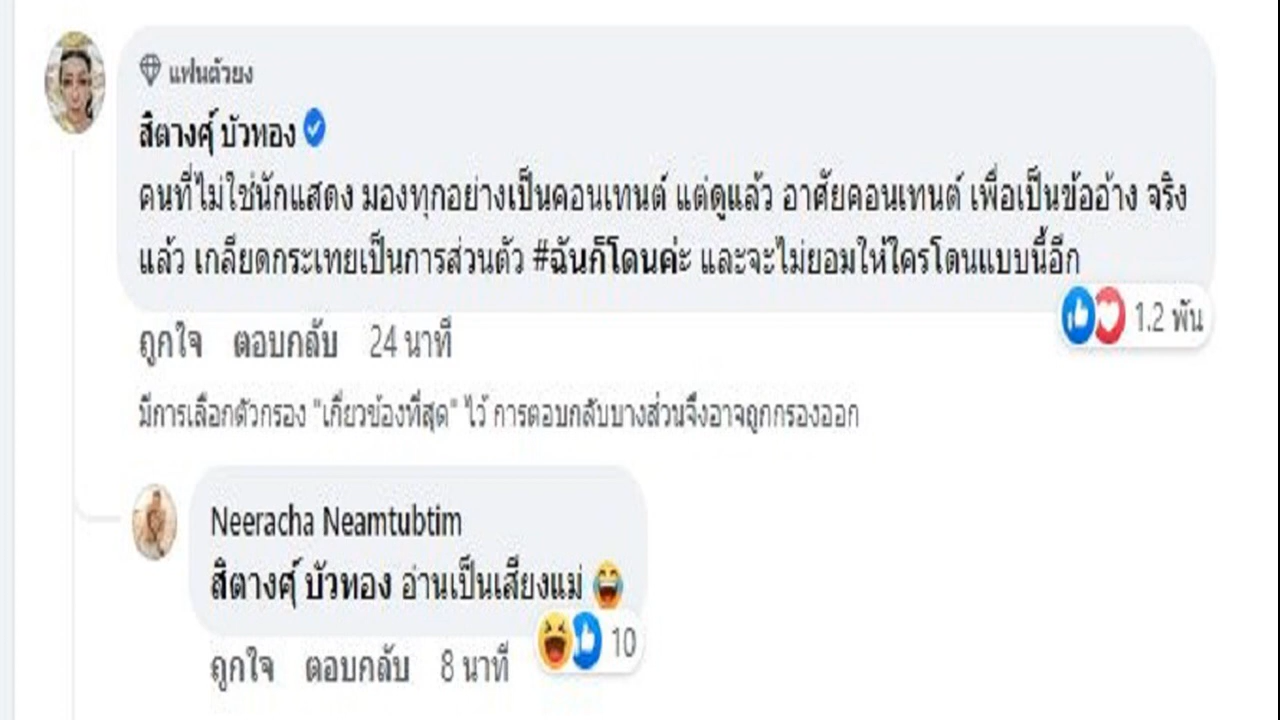 แฟนตัวยง
สิตางศุ์ บัวทอง
คนที่ไม่ใช่นักแสดง มองทุกอย่างเป็นคอนเทนต์ แต่ดูแล้ว อาศัยคอนเทนต์ เพื่อเป็นข้ออ้าง จริง
แล้ว เกลียดกระเทยเป็นการส่วนตัว #ฉันก็โดนค่ะ และจะไม่ยอมให้ใครโดนแบบนี้อีก
1.2 พัน
ถูกใจ ตอบกลับ 24 นาที
มีการเลือกตัวกรอง "เกี่ยวข้องที่สุด" ไว้ การตอบกลับบางส่วนจึงอาจถูกกรองออก
Neeracha Neamtubtim
สิตางศุ์ บัวทอง อ่านเป็นเสียงแม่ 😂
10
ถูกใจ ตอบกลับ 8 นาที